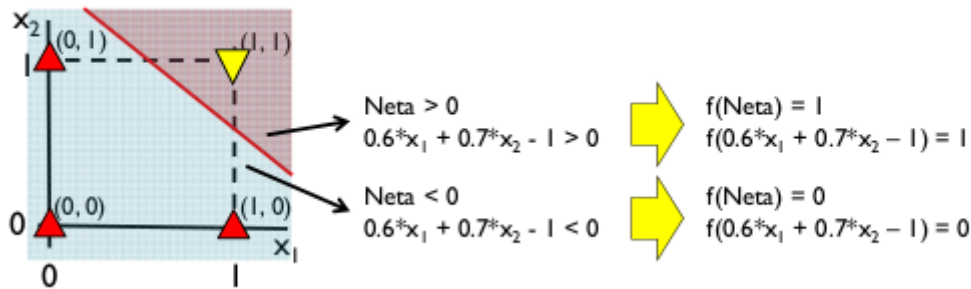 x₂
(0, 1)
(1, 1)
1
(0, 0)
(1, 0)
0
x₁
0
1
Neta > 0
0.6*x₁ + 0.7*x₂ - 1 > 0
f(Neta) = 1
f(0.6*x₁ + 0.7*x₂ – 1) = 1
Neta < 0
0.6*x₁ + 0.7*x₂ - 1 < 0
f(Neta) = 0
f(0.6*x₁ + 0.7*x₂ – 1) = 0